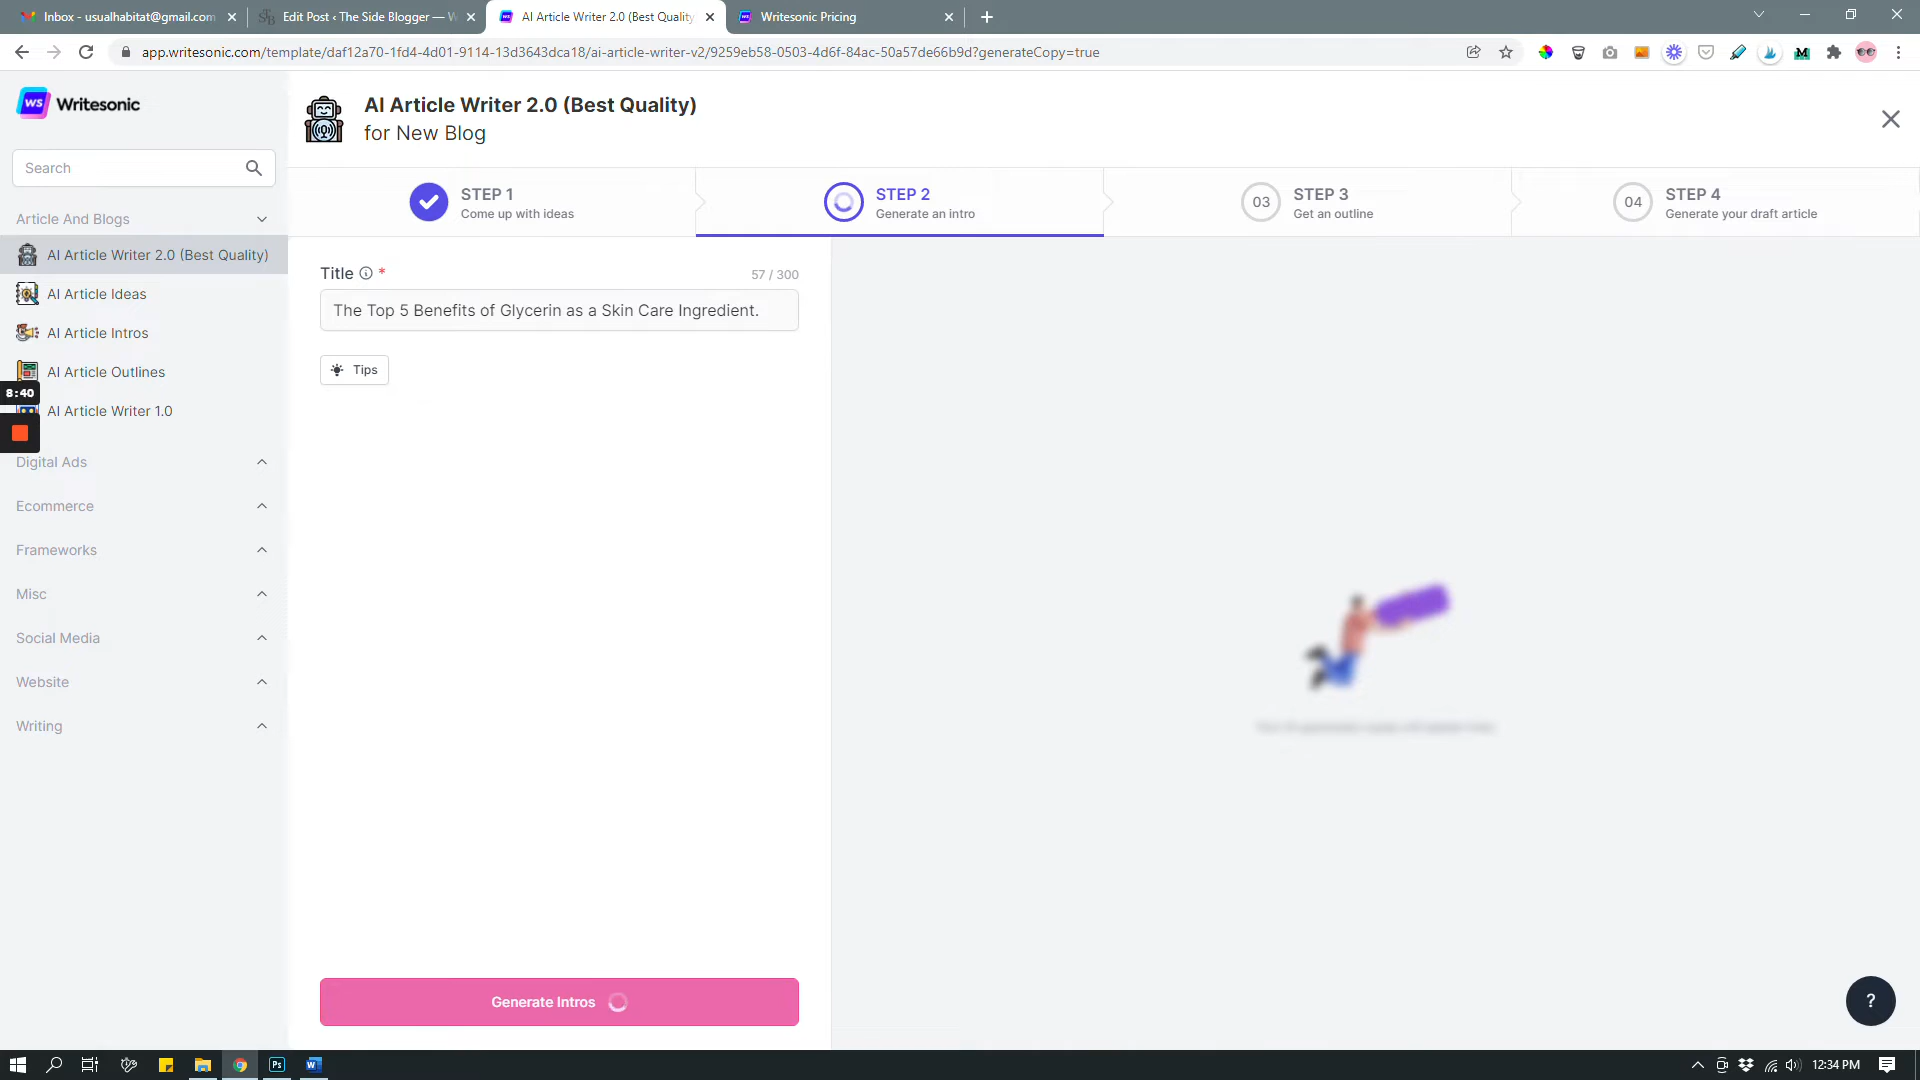 Inbox - usualhabitat@gmail.com
Edit Post ‹ The Side Blogger — W
AI Article Writer 2.0 (Best Quality
Writesonic Pricing
app.writesonic.com/template/daf12a70-1fd4-4d01-9114-13d3643dca18/ai-article-writer-v2/9259eb58-0503-4d6f-84ac-50a57de66b9d?generateCopy=true
WS Writesonic
AI Article Writer 2.0 (Best Quality)
for New Blog
Search
STEP 1
Come up with ideas
STEP 2
Generate an intro
03
STEP 3
Get an outline
04
STEP 4
Generate your draft article
Article And Blogs
AI Article Writer 2.0 (Best Quality)
AI Article Ideas
AI Article Intros
AI Article Outlines
8:40
AI Article Writer 1.0
Digital Ads
Ecommerce
Frameworks
Misc
Social Media
Website
Writing
Title *
57 / 300
The Top 5 Benefits of Glycerin as a Skin Care Ingredient.
Tips
Generate Intros
?
Ps
W
12:34 PM